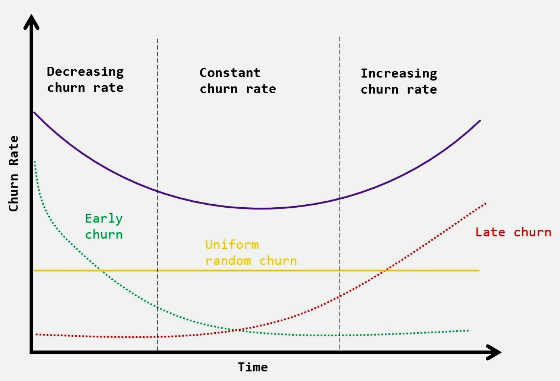 Decreasing
churn rate
Constant
churn rate
Increasing
churn rate
Churn Rate
Early
churn
Uniform
random churn
Late churn
Time